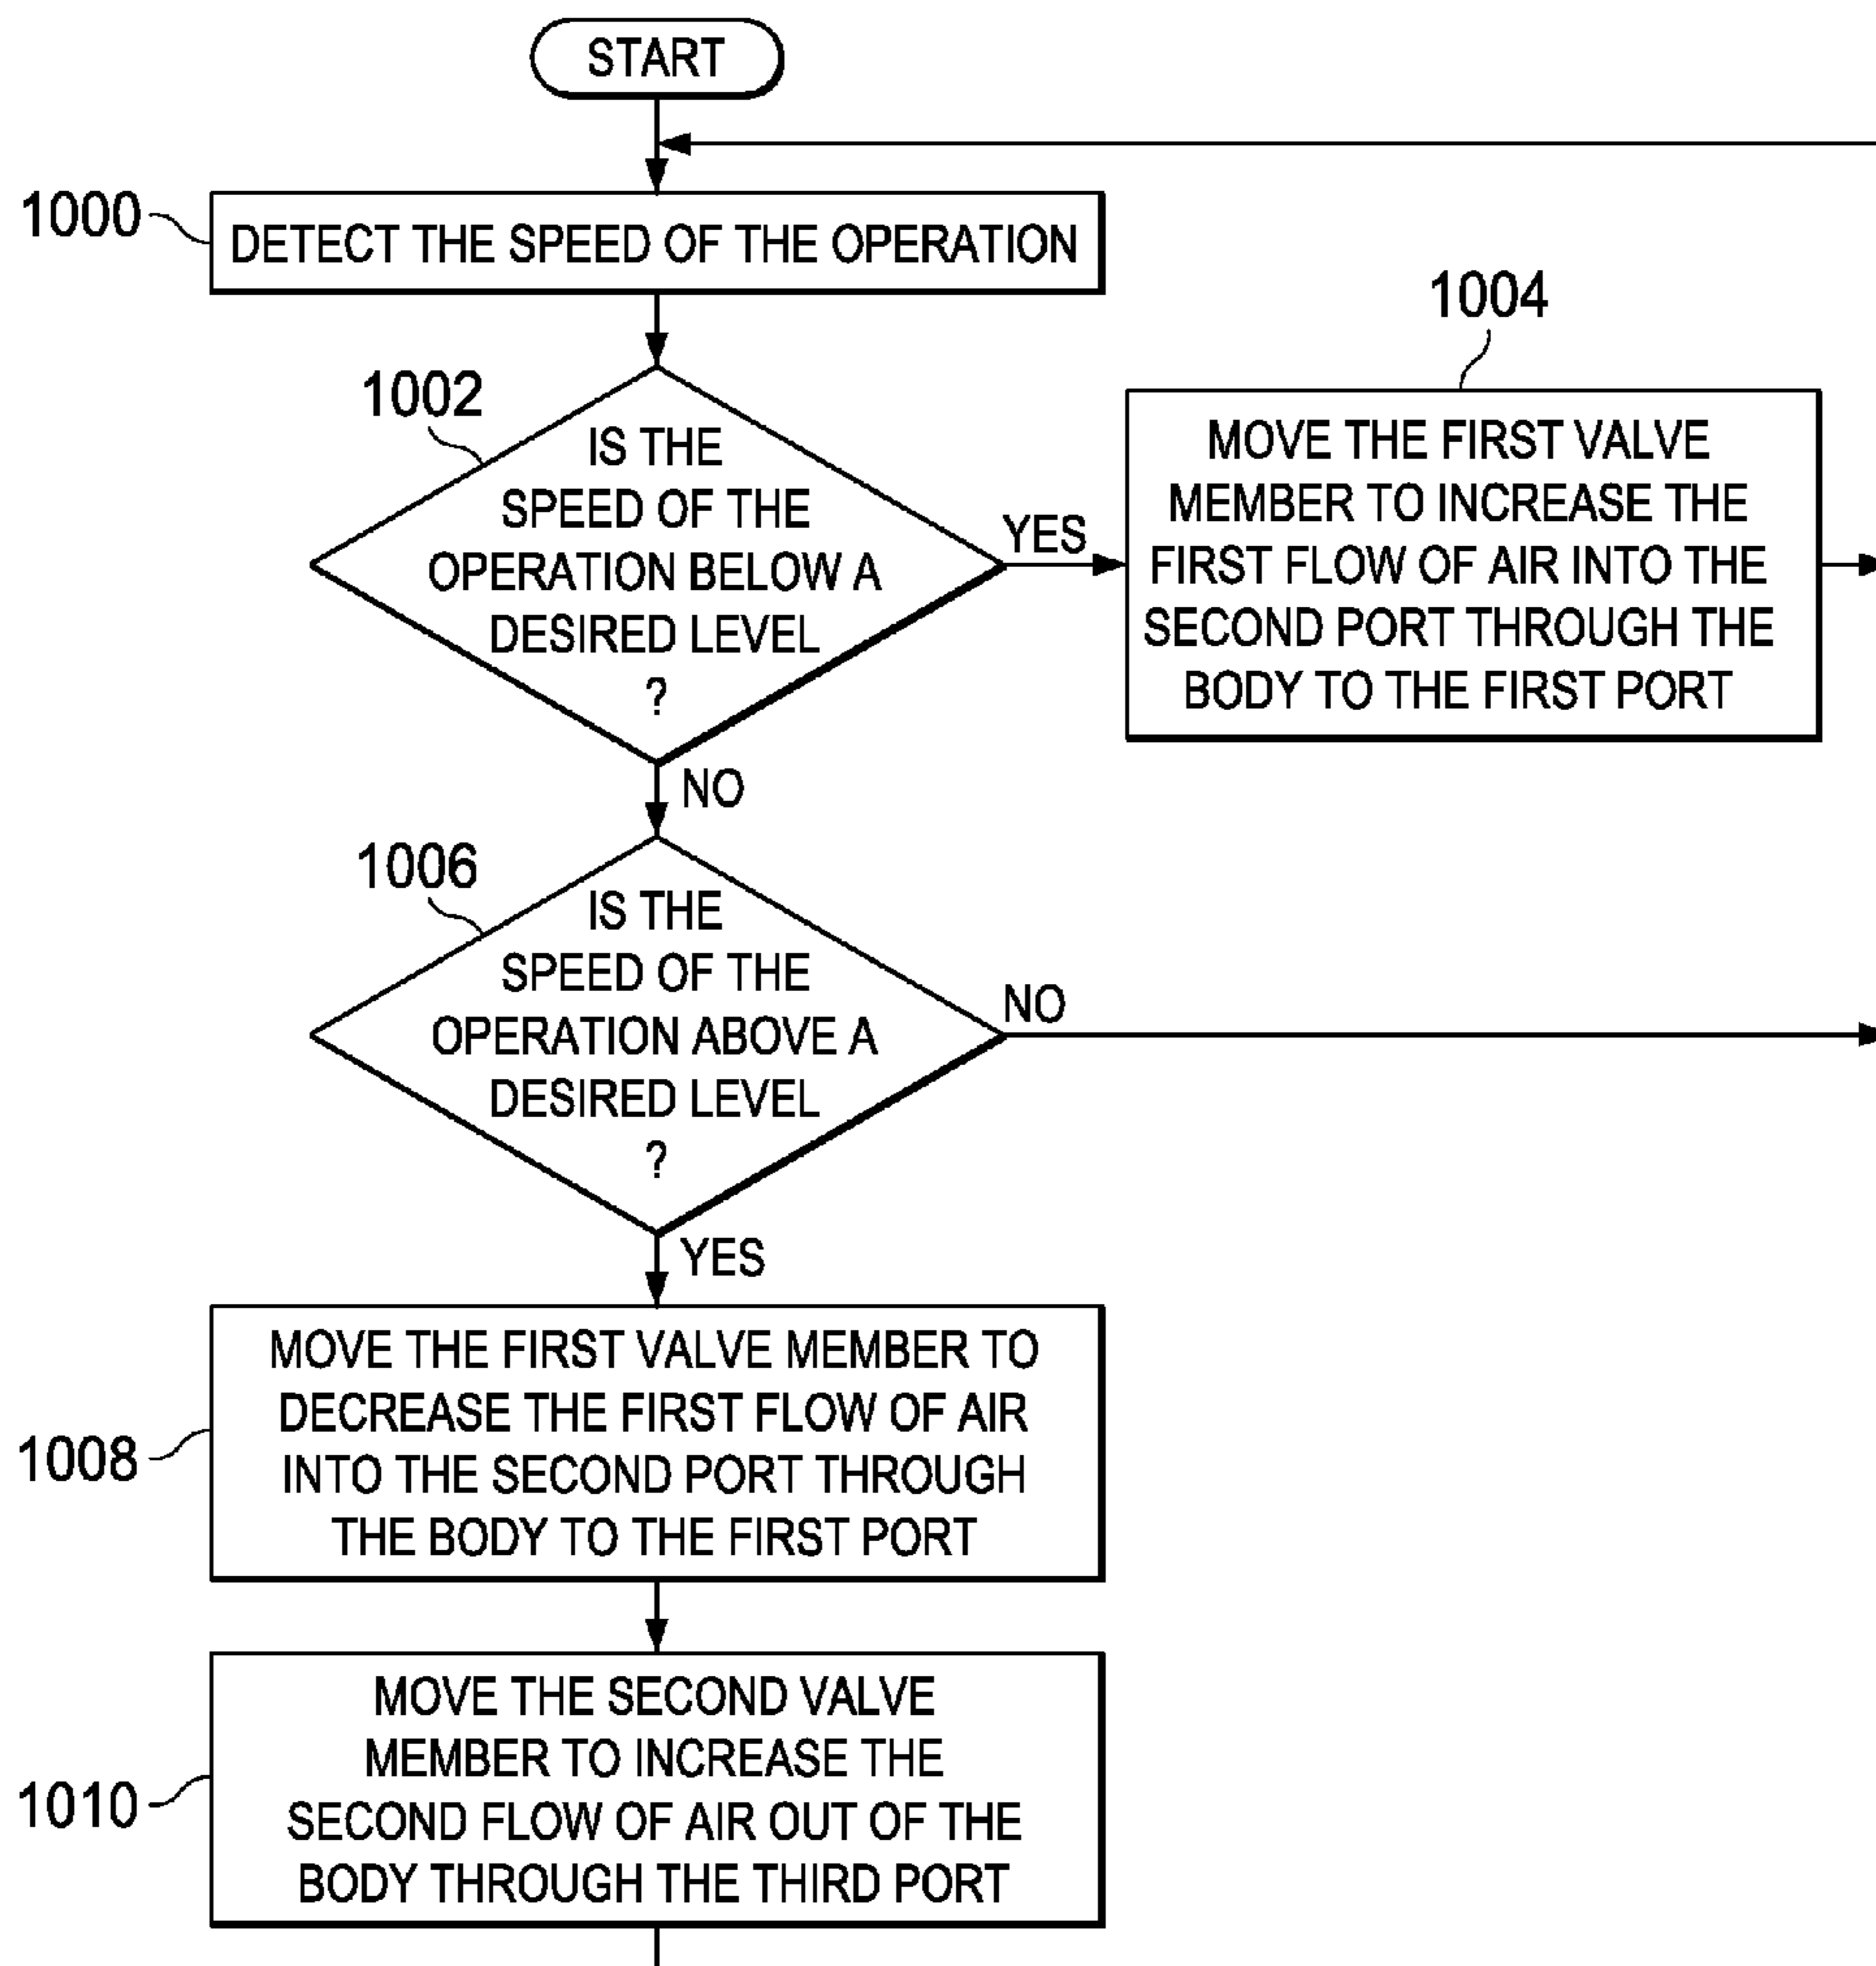 START
1000
DETECT THE SPEED OF THE OPERATION
1002
IS THE
SPEED OF THE
OPERATION BELOW A
DESIRED LEVEL
?
YES
1004
MOVE THE FIRST VALVE
MEMBER TO INCREASE THE
FIRST FLOW OF AIR INTO THE
SECOND PORT THROUGH THE
BODY TO THE FIRST PORT
NO
1006
IS THE
SPEED OF THE
OPERATION ABOVE A
DESIRED LEVEL
?
NO
YES
1008
MOVE THE FIRST VALVE MEMBER TO
DECREASE THE FIRST FLOW OF AIR
INTO THE SECOND PORT THROUGH
THE BODY TO THE FIRST PORT
1010
MOVE THE SECOND VALVE
MEMBER TO INCREASE THE
SECOND FLOW OF AIR OUT OF THE
BODY THROUGH THE THIRD PORT